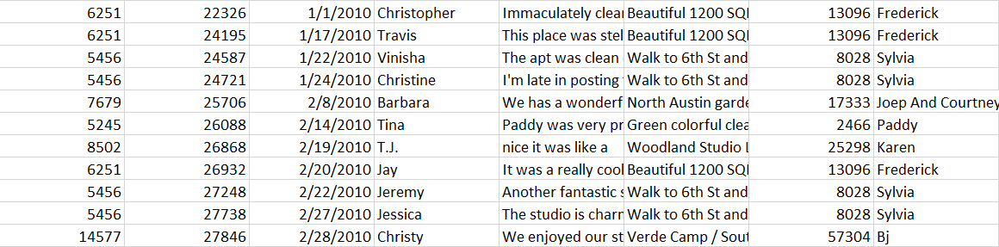 6251 22326 1/1/2010 Christopher Immaculately clean Beautiful 1200 SQ 13096 Frederick
6251 24195 1/17/2010 Travis This place was stel Beautiful 1200 SQ 13096 Frederick
5456 24587 1/22/2010 Vinisha The apt was clean Walk to 6th St and 8028 Sylvia
5456 24721 1/24/2010 Christine I'm late in posting Walk to 6th St and 8028 Sylvia
7679 25706 2/8/2010 Barbara We has a wonderf North Austin garde 17333 Joep And Courtney
5245 26088 2/14/2010 Tina Paddy was very pr Green colorful clea 2466 Paddy
8502 26868 2/19/2010 T.J. nice it was like a Woodland Studio L 25298 Karen
6251 26932 2/20/2010 Jay It was a really cool Beautiful 1200 SQ 13096 Frederick
5456 27248 2/22/2010 Jeremy Another fantastic s Walk to 6th St and 8028 Sylvia
5456 27738 2/27/2010 Jessica The studio is charm Walk to 6th St and 8028 Sylvia
14577 27846 2/28/2010 Christy We enjoyed our st Verde Camp / Sout 57304 Bj